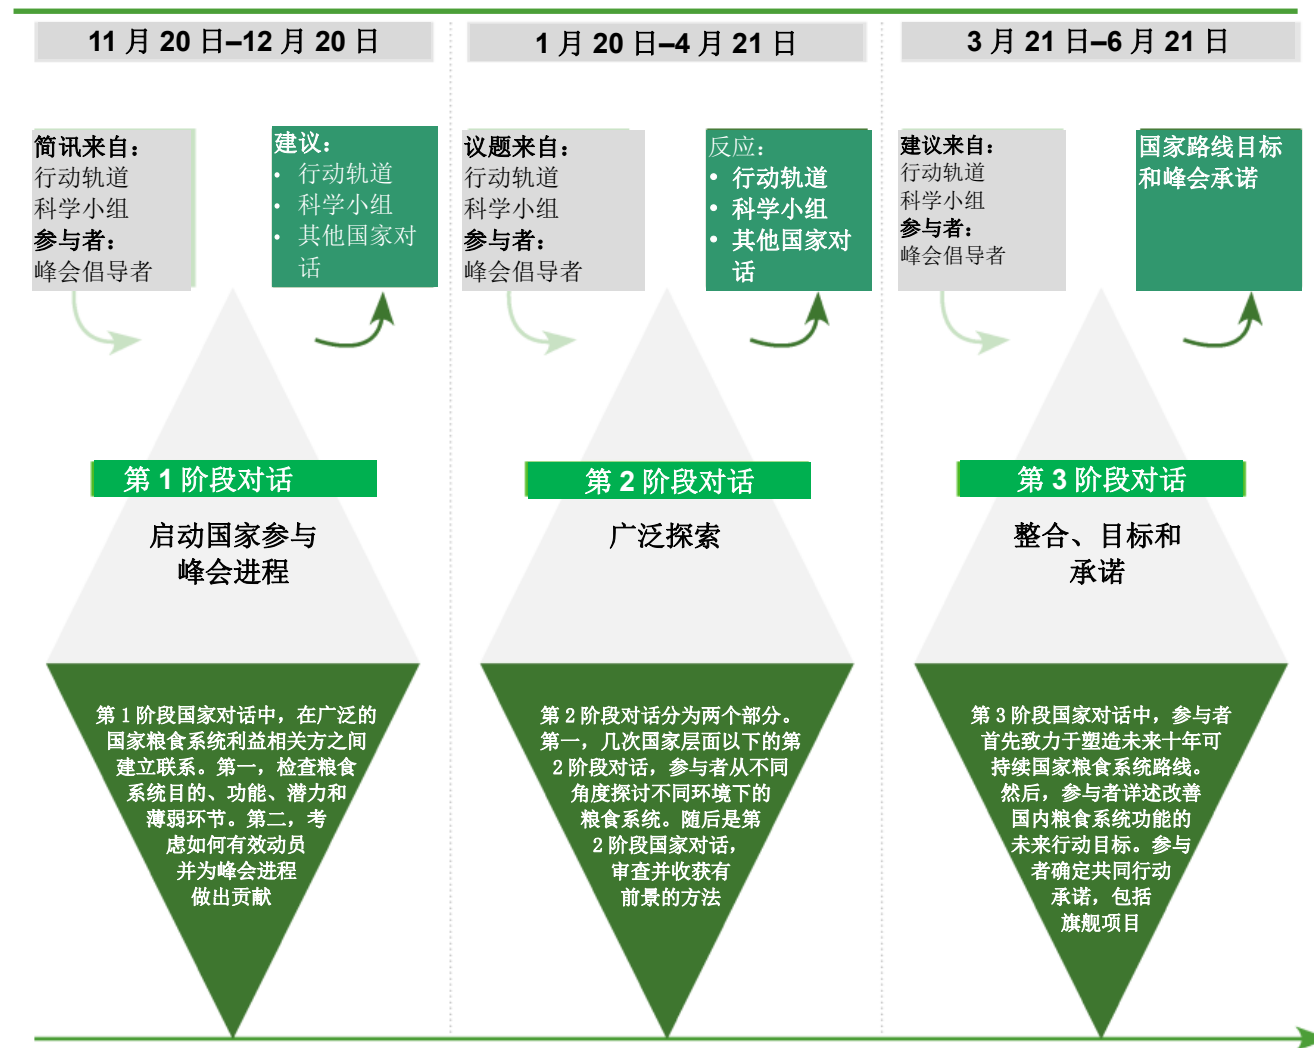 11 月 20 日–12 月 20 日
简讯来自：
行动轨道
科学小组
参与者：
峰会倡导者
建议：
• 行动轨道
• 科学小组
• 其他国家对
话
第 1 阶段对话
启动国家参与
峰会进程
第 1 阶段国家对话中，在广泛的
国家粮食系统利益相关方之间
建立联系。第一，检查粮食
系统目的、功能、潜力和
薄弱环节。第二，考
虑如何有效动员
并为峰会进程
做出贡献
1 月 20 日–4 月 21 日
议题来自：
行动轨道
科学小组
参与者：
峰会倡导者
反应：
• 行动轨道
• 科学小组
• 其他国家对
话
第 2 阶段对话
广泛探索
第 2 阶段对话分为两个部分。
第一，几次国家层面以下的第
2 阶段对话，参与者从不同
角度探讨不同环境下的
粮食系统。随后是第
2 阶段国家对话，
审查并收获有
前景的方法
3 月 21 日–6 月 21 日
建议来自：
行动轨道
科学小组
参与者：
峰会倡导者
国家路线目标
和峰会承诺
第 3 阶段对话
整合、目标和
承诺
第 3 阶段国家对话中，参与者
首先致力于塑造未来十年可
持续国家粮食系统路线。
然后，参与者详述改善
国内粮食系统功能的
未来行动目标。参与
者确定共同行动
承诺，包括
旗舰项目